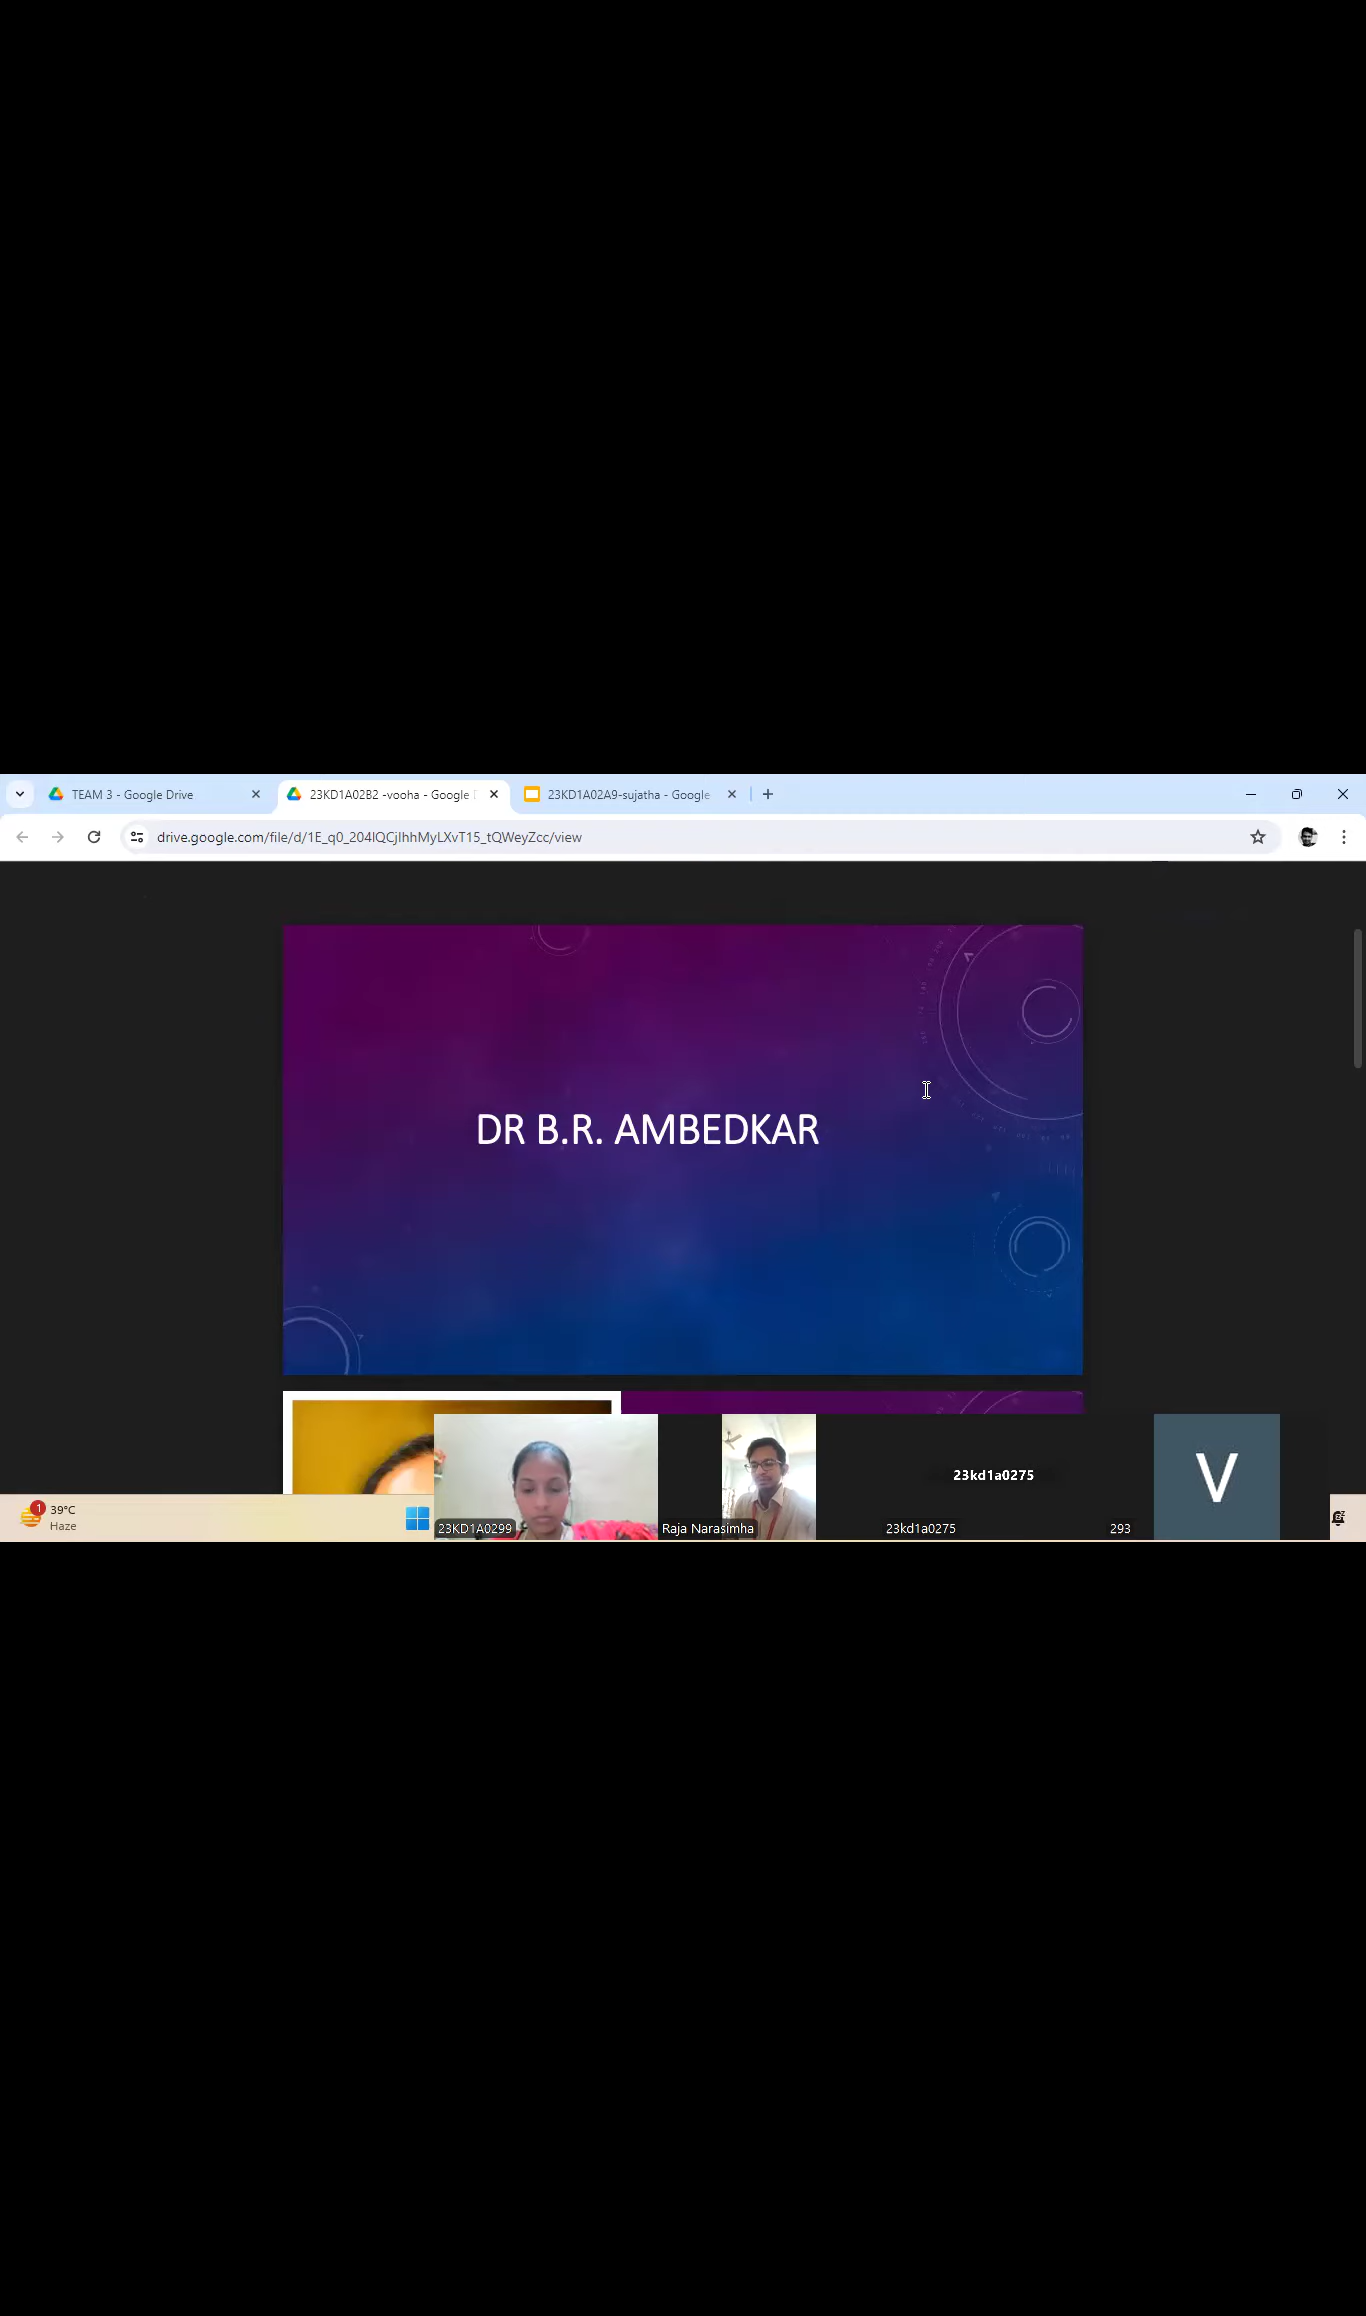 TEAM 3 - Google Drive
23KD1A02B2 -vooha - Google
23KD1A02A9-sujatha - Google
drive.google.com/file/d/1E_q0_204lQCjIhhMyLXvT15_tQWeyZcc/view
DR B.R. AMBEDKAR
23kd1a0275
V
1
39°C
Haze
23KD1A0299
Raja Narasimha
23kd1a0275
293